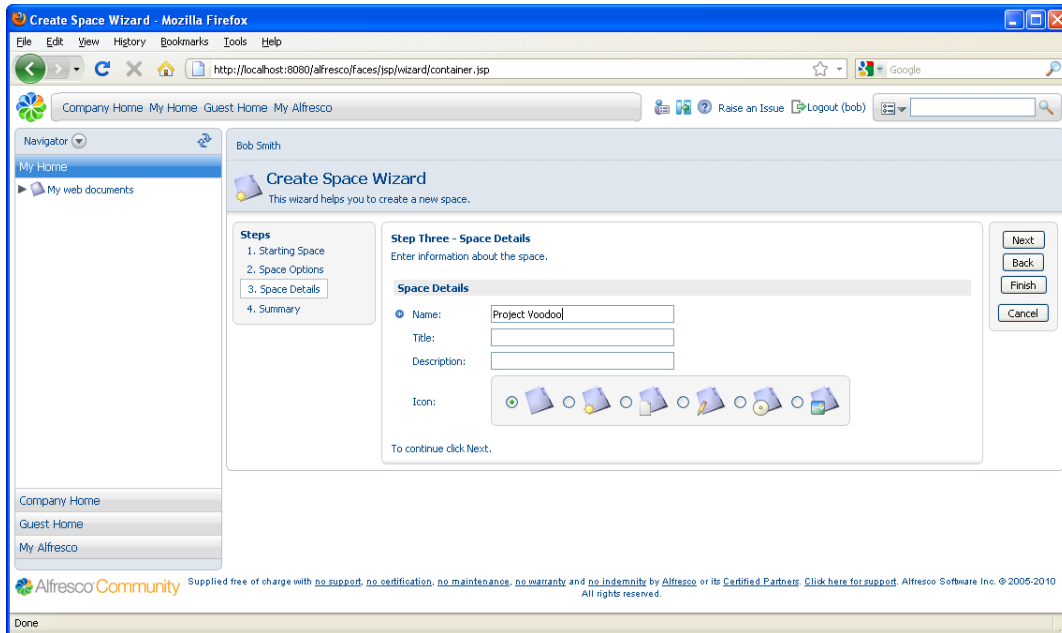 Create Space Wizard - Mozilla Firefox
File Edit View History Bookmarks Tools Help
http://localhost:8080/alfresco/faces/jsp/wizard/container.jsp
Google
Company Home My Home Guest Home My Alfresco
Raise an Issue Logout (bob)
Navigator
My Home
My web documents
Bob Smith
Create Space Wizard
This wizard helps you to create a new space.
Steps
1. Starting Space
2. Space Options
3. Space Details
4. Summary
Step Three - Space Details
Enter information about the space.
Space Details
Name: Project Voodoo
Title:
Description:
Icon:
To continue click Next.
Next
Back
Finish
Cancel
Company Home
Guest Home
My Alfresco
Alfresco Community
Supplied free of charge with no support, no certification, no maintenance, no warranty and no indemnity by Alfresco or its Certified Partners. Click here for support. Alfresco Software Inc. © 2005-2010
All rights reserved.
Done